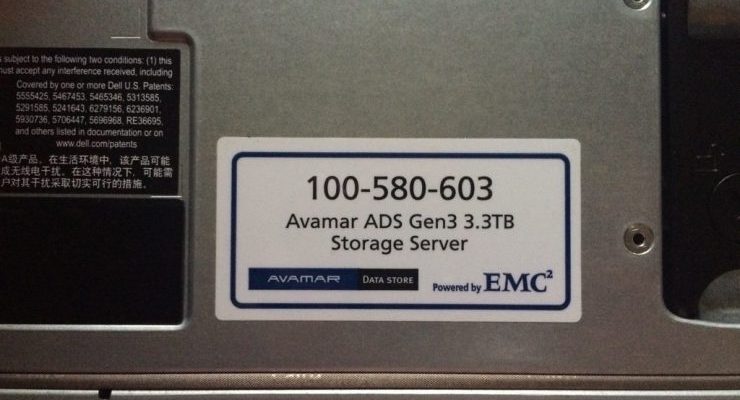 s subject to the following two conditions: (1) this
must accept any interference received, including
Covered by one or more Dell U.S. Patents:
5555425, 5467453, 5465346, 5313585,
5291585, 5241643, 6279156, 6236901,
5930736, 5706447, 5696968, RE36695,
and others listed in documentation or on
www.dell.com/patents
A级产品，在生活环境中，该产品可能
成无线电干扰。在这种情况下，可能需
户对其干扰采取切实可行的措施。
100-580-603
Avamar ADS Gen3 3.3TB
Storage Server
AVAMAR DATA STORE Powered by EMC²